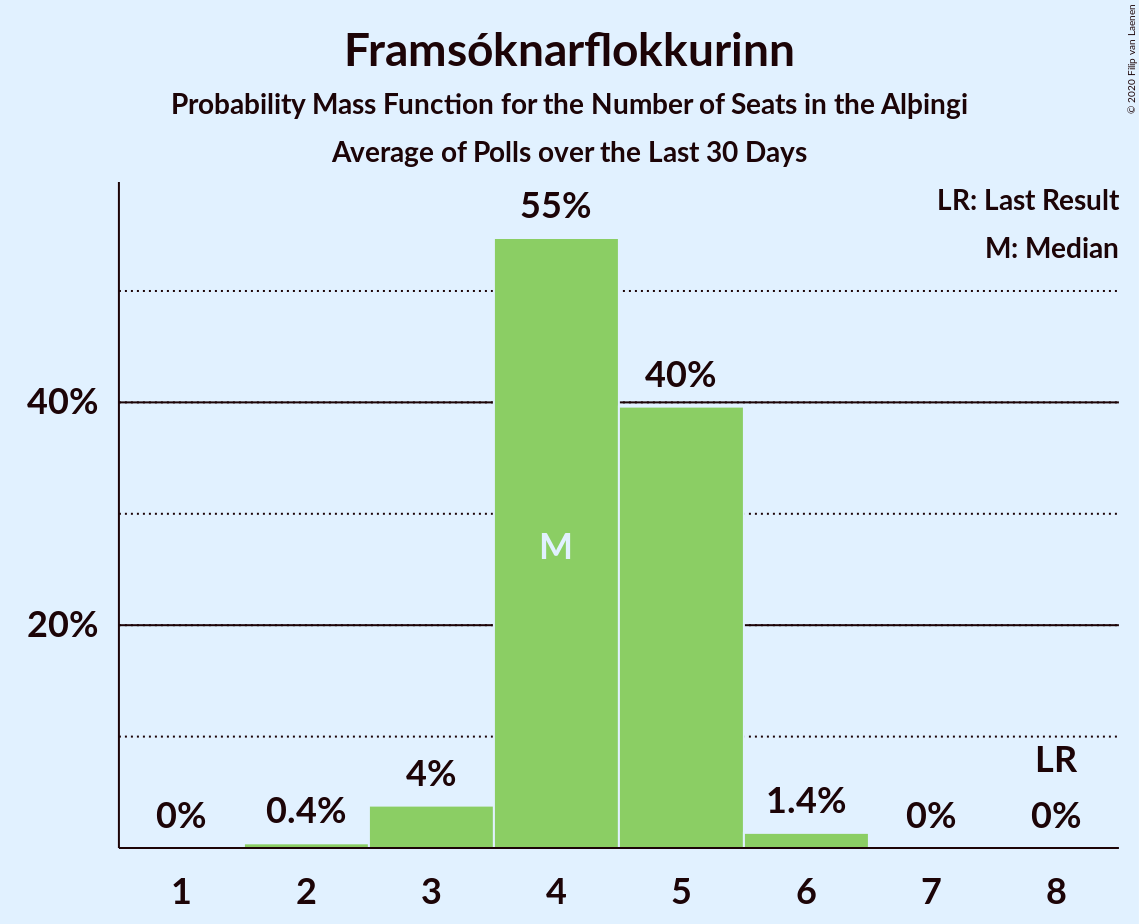 Framsóknarflokkurinn
Probability Mass Function for the Number of Seats in the Alþingi
Average of Polls over the Last 30 Days
© 2020 Filip van Laenen
LR: Last Result
M: Median
55%
40%
40%
M
20%
LR
0%
0.4%
4%
1.4%
0%
0%
1 2 3 4 5 6 7 8